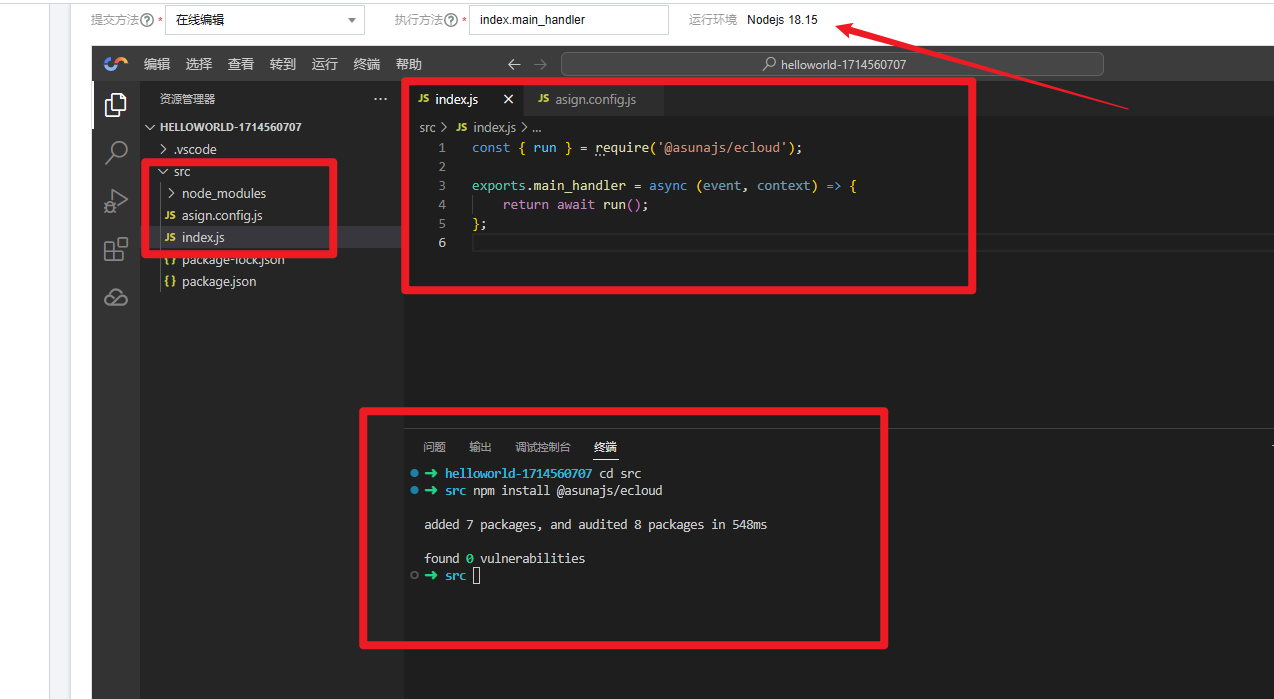 提交方法 * 在线编辑 执行方法 * index.main_handler 运行环境 Nodejs 18.15
编辑 选择 查看 转到 运行 终端 帮助 helloworld-1714560707
资源管理器 ...
HELLOWORLD-1714560707
.vscode
src
node_modules
JS asign.config.js
JS index.js
{} package-lock.json
{} package.json
JS index.js JS asign.config.js
src > JS index.js > ...
1 const { run } = require('@asunajs/ecloud');
2
3 exports.main_handler = async (event, context) => {
4 return await run();
5 };
6
问题 输出 调试控制台 终端
➜ helloworld-1714560707 cd src
➜ src npm install @asunajs/ecloud
added 7 packages, and audited 8 packages in 548ms
found 0 vulnerabilities
➜ src